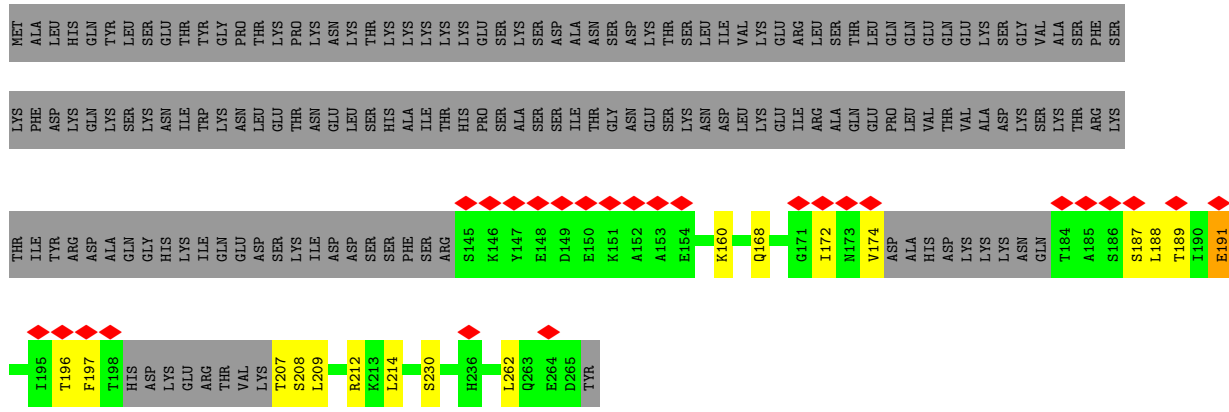 MET ALA LEU HIS GLN TYR LEU SER GLU THR TYR GLY PRO THR LYS PRO LYS ASN LYS THR LYS LYS LYS LYS LYS GLU SER LYS SER ASP ALA ASN SER ASP LYS THR SER LEU ILE VAL LYS GLU ARG LEU SER THR LEU GLN GLN GLU GLN GLU LYS SER GLY VAL ALA SER PHE SER
LYS PHE ASP LYS GLN LYS SER LYS ASN ILE TRP LYS ASN LEU GLU THR ASN GLU LEU SER HIS ALA ILE THR HIS PRO SER ALA SER SER ILE THR GLY ASN GLU SER LYS ASN ASP LEU LYS GLU ILE ARG ALA GLN GLU PRO LEU VAL THR VAL ALA ASP LYS SER LYS THR ARG LYS
THR ILE TYR ARG ASP ALA GLN GLY HIS LYS ILE GLN GLU ASP SER LYS ILE ASP ASP SER SER PHE SER ARG S145 K146 Y147 E148 D149 E150 K151 A152 A153 E154 K160 Q168 G171 I172 N173 V174 ASP ALA HIS ASP LYS LYS LYS ASN GLN T184 A185 S186 S187 L188 T189 I190 E191
I195 T196 F197 T198 HIS ASP LYS GLU ARG THR VAL LYS T207 S208 L209 R212 K213 L214 S230 H236 L262 Q263 E264 D265 TYR